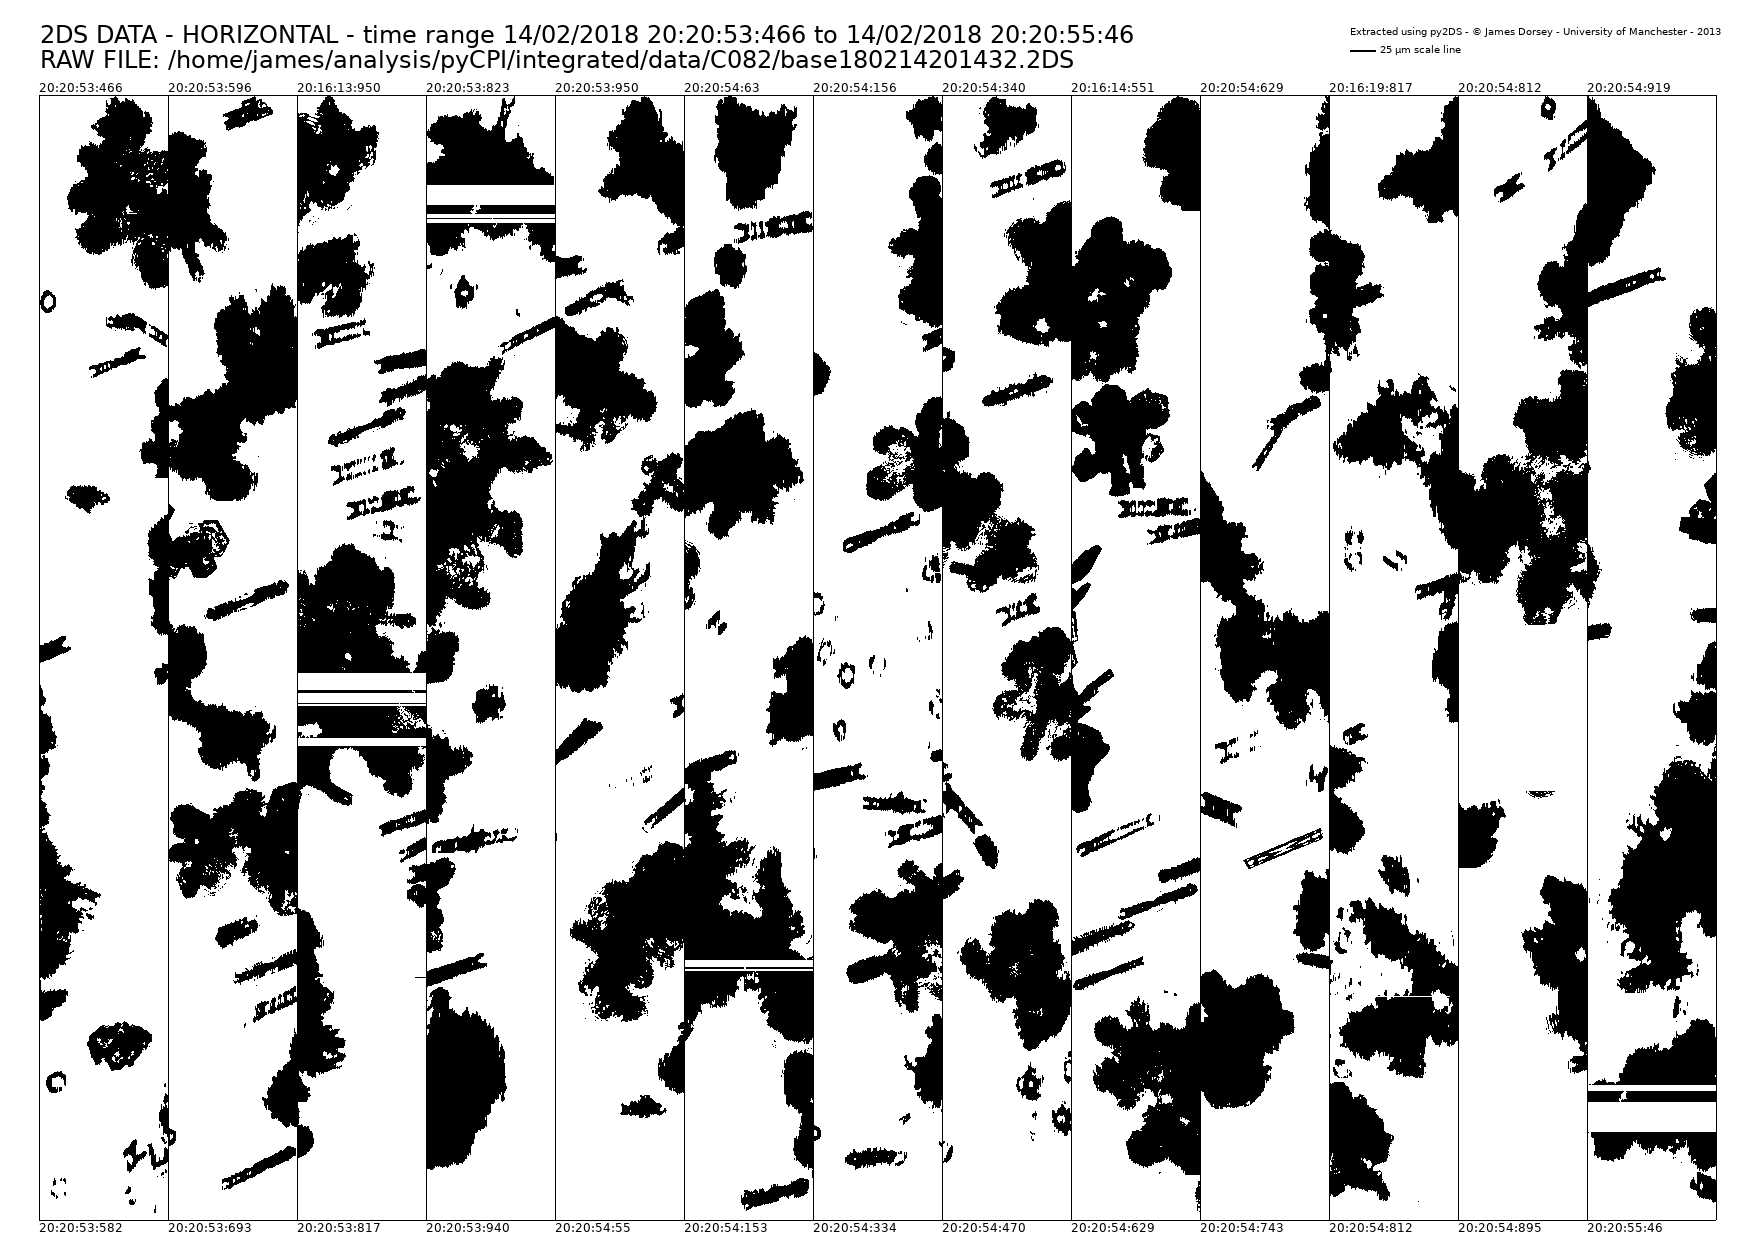 2DS DATA - HORIZONTAL - time range 14/02/2018 20:20:53:466 to 14/02/2018 20:20:55:46
RAW FILE: /home/james/analysis/pyCPI/integrated/data/C082/base180214201432.2DS
Extracted using py2DS - © James Dorsey - University of Manchester - 2013
25 µm scale line
20:20:53:466 20:20:53:596 20:16:13:950 20:20:53:823 20:20:53:950 20:20:54:63 20:20:54:156 20:20:54:340 20:16:14:551 20:20:54:629 20:16:19:817 20:20:54:812 20:20:54:919
20:20:53:582 20:20:53:693 20:20:53:817 20:20:53:940 20:20:54:55 20:20:54:153 20:20:54:334 20:20:54:470 20:20:54:629 20:20:54:743 20:20:54:812 20:20:54:895 20:20:55:46